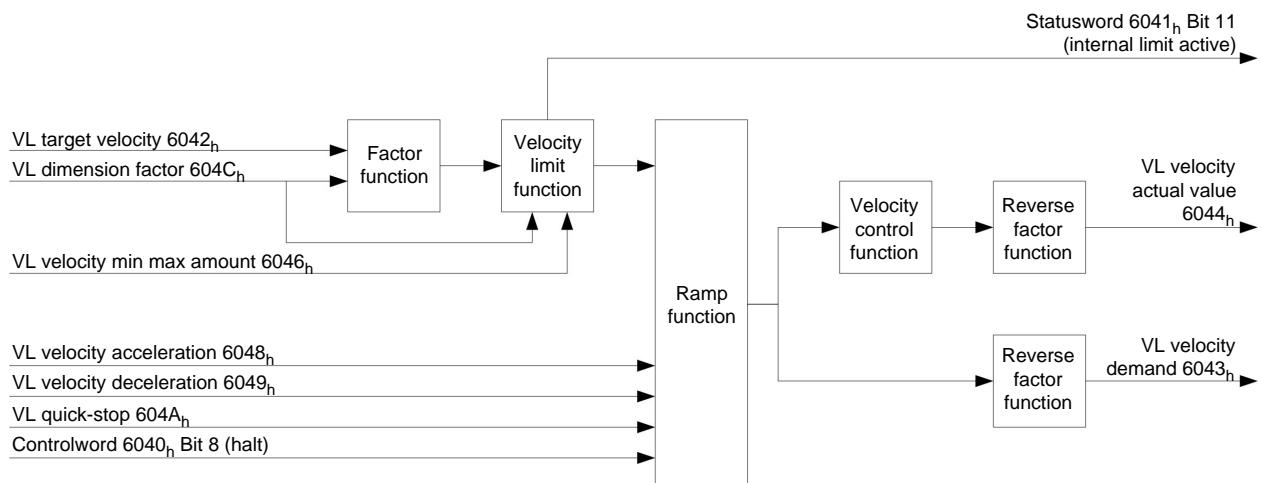 Statusword 6041h Bit 11
(internal limit active)
VL target velocity 6042h
VL dimension factor 604Ch
Factor
function
Velocity
limit
function
VL velocity min max amount 6046h
Ramp
function
Velocity
control
function
Reverse
factor
function
VL velocity
actual value
6044h
VL velocity acceleration 6048h
VL velocity deceleration 6049h
VL quick-stop 604Ah
Controlword 6040h Bit 8 (halt)
Reverse
factor
function
VL velocity
demand 6043h